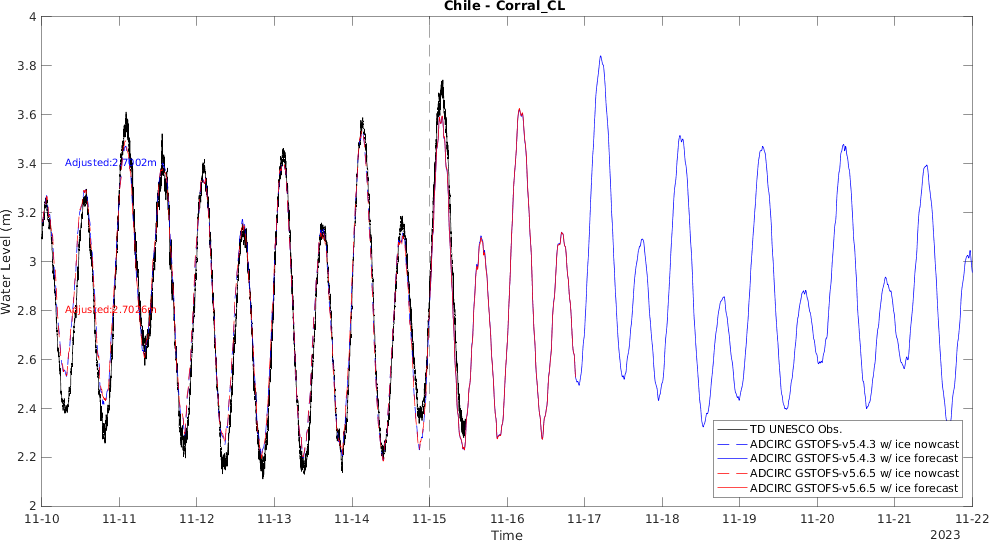 Chile - Corral_CL
Water Level (m)
4
3.8
3.6
3.4
3.2
3
2.8
2.6
2.4
2.2
2
Adjusted:2.7002m
Adjusted:2.7026m
TD UNESCO Obs.
ADCIRC GSTOFS-v5.4.3 w/ ice nowcast
ADCIRC GSTOFS-v5.4.3 w/ ice forecast
ADCIRC GSTOFS-v5.6.5 w/ ice nowcast
ADCIRC GSTOFS-v5.6.5 w/ ice forecast
11-10 11-11 11-12 11-13 11-14 11-15 11-16 11-17 11-18 11-19 11-20 11-21 11-22
Time
2023